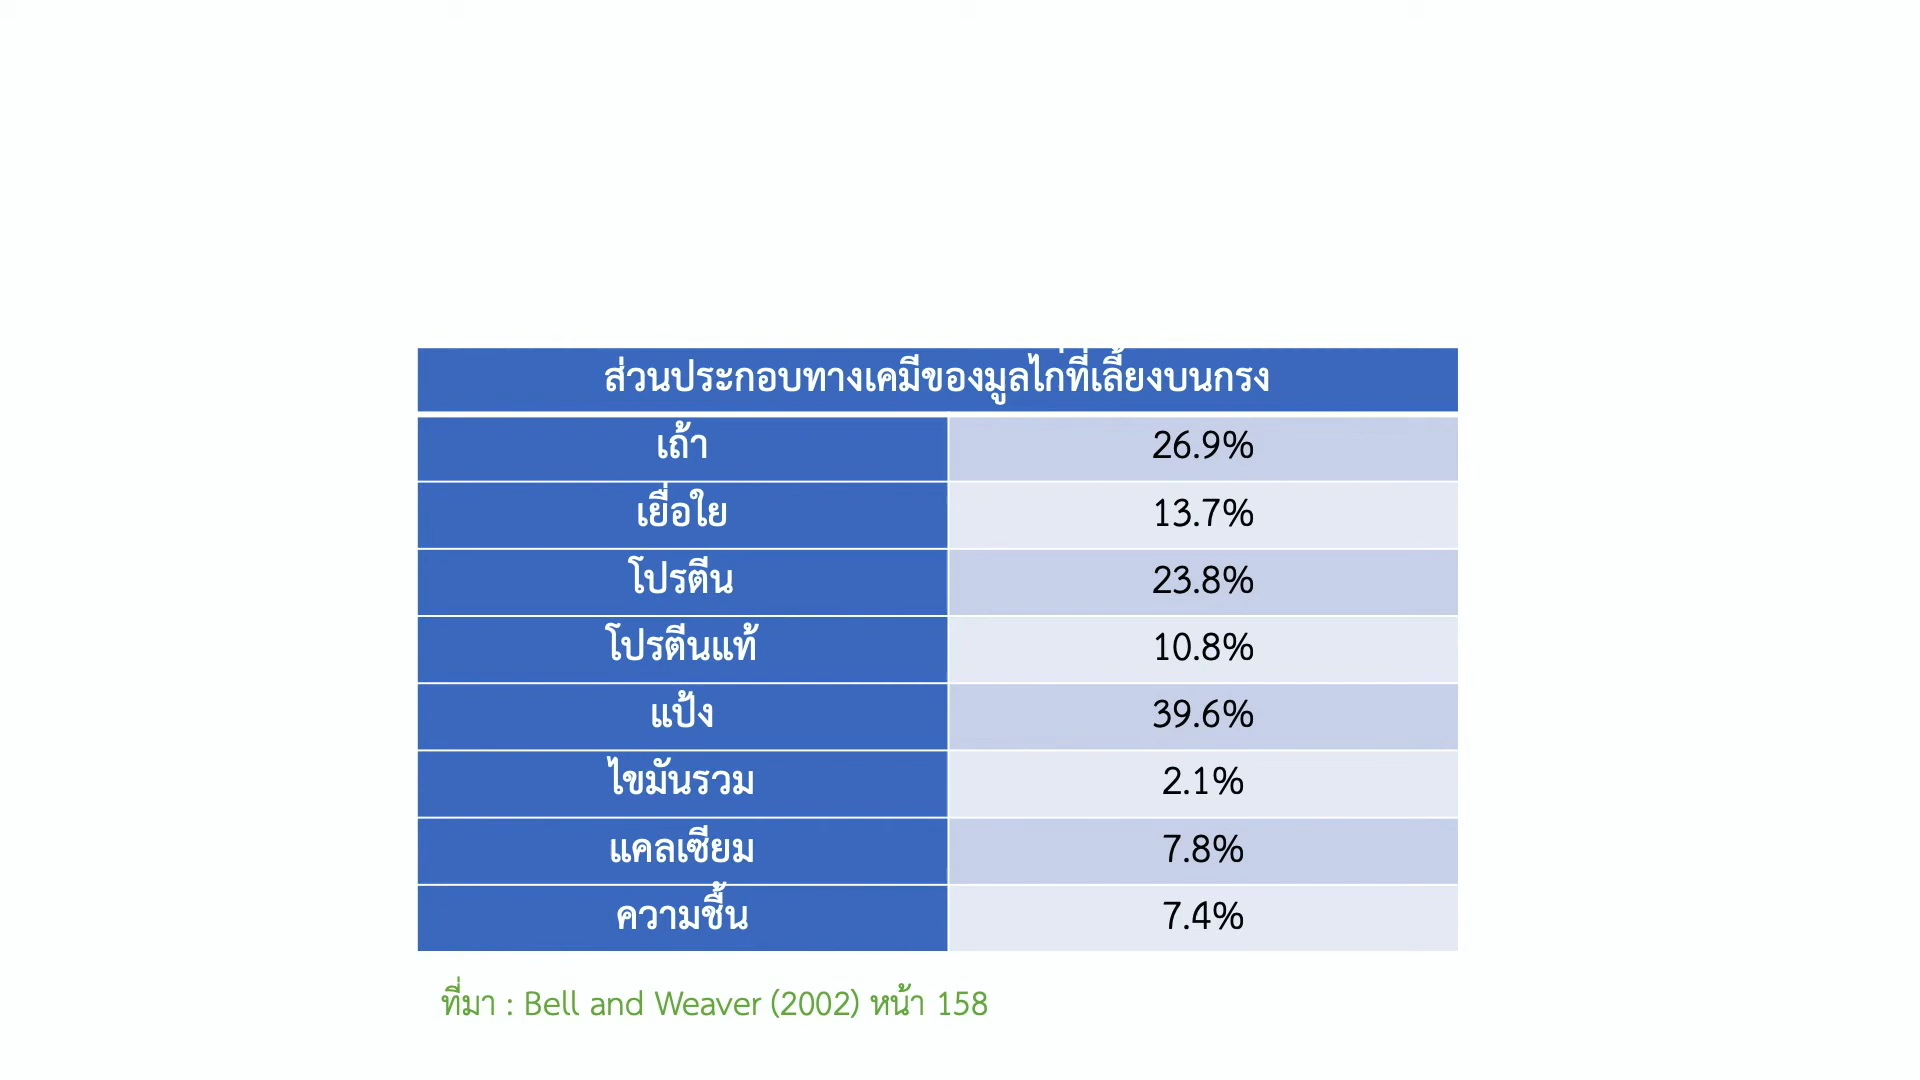 ส่วนประกอบทางเคมีของมูลไก่ที่เลี้ยงบนกรง
เถ้า 26.9%
เยื่อใย 13.7%
โปรตีน 23.8%
โปรตีนแท้ 10.8%
แป้ง 39.6%
ไขมันรวม 2.1%
แคลเซียม 7.8%
ความชื้น 7.4%
ที่มา : Bell and Weaver (2002) หน้า 158